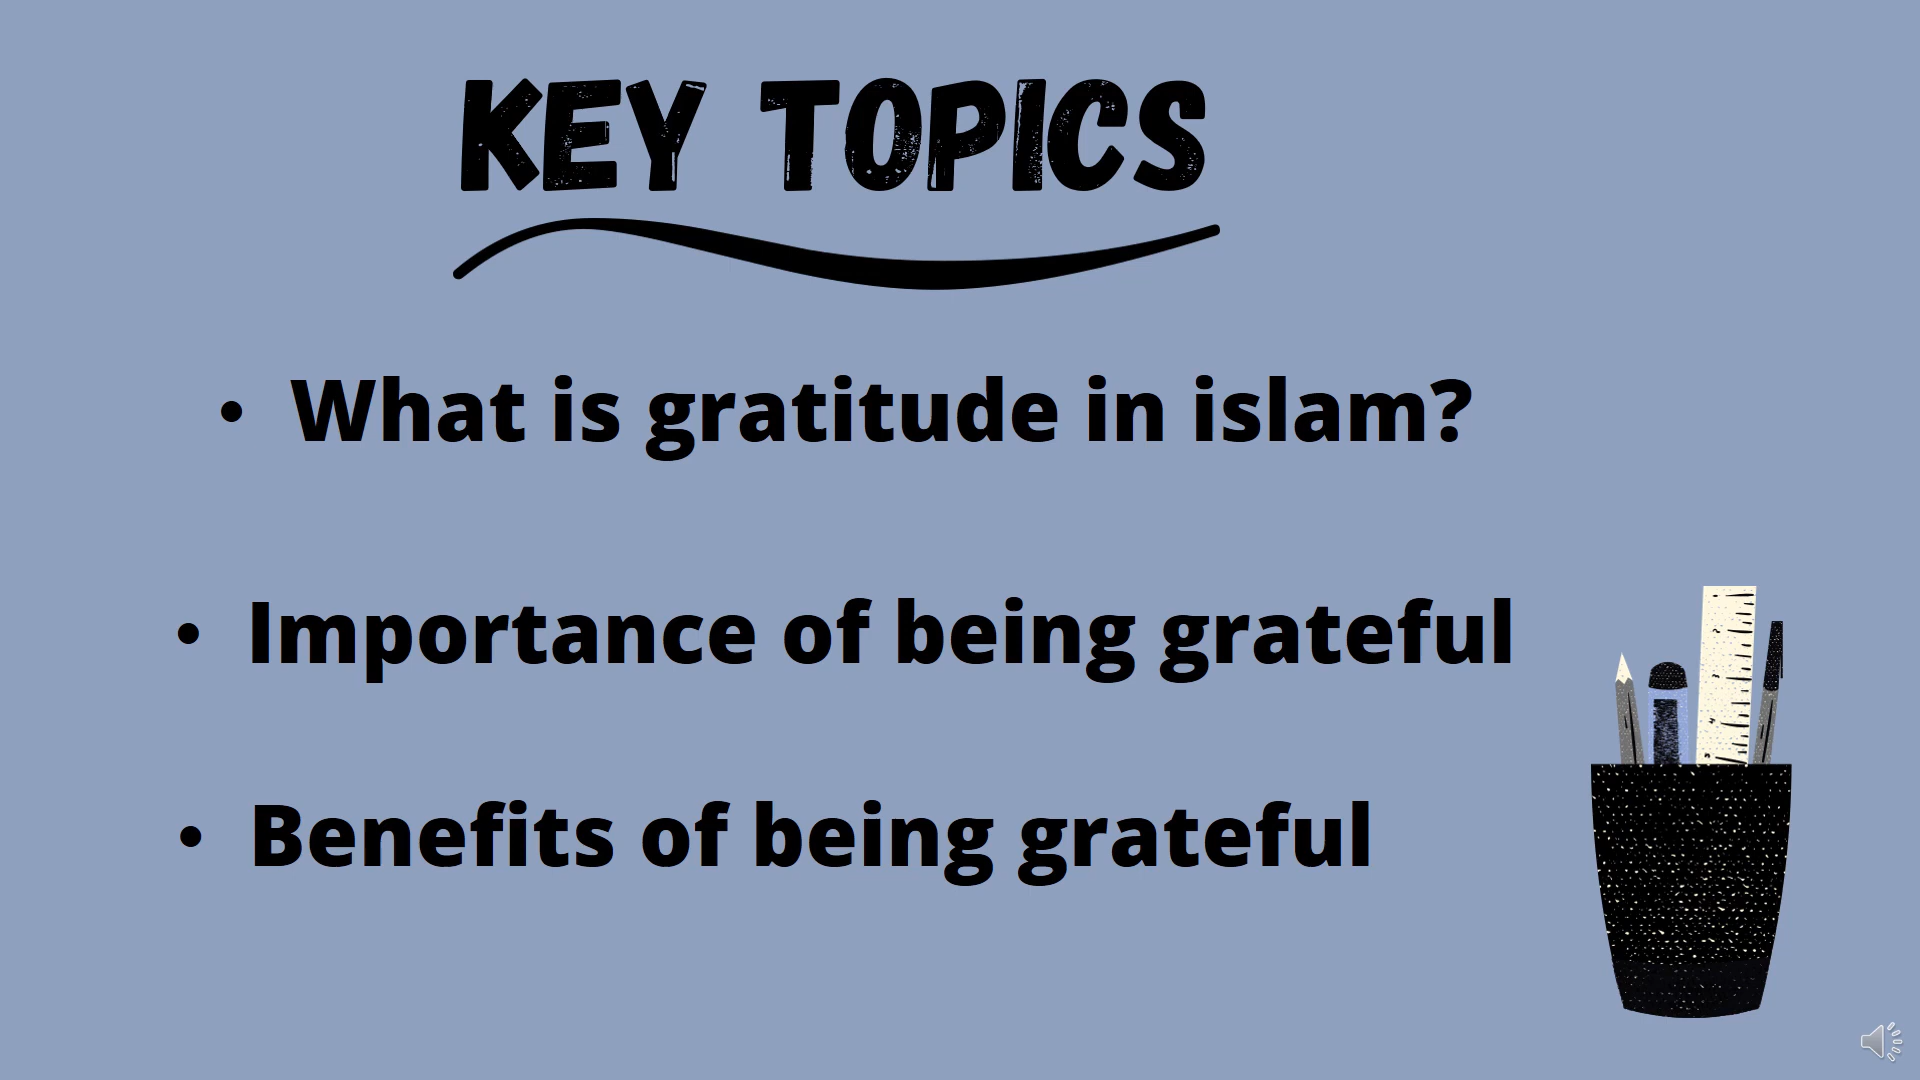 KEY TOPICS
• What is gratitude in islam?
• Importance of being grateful
• Benefits of being grateful